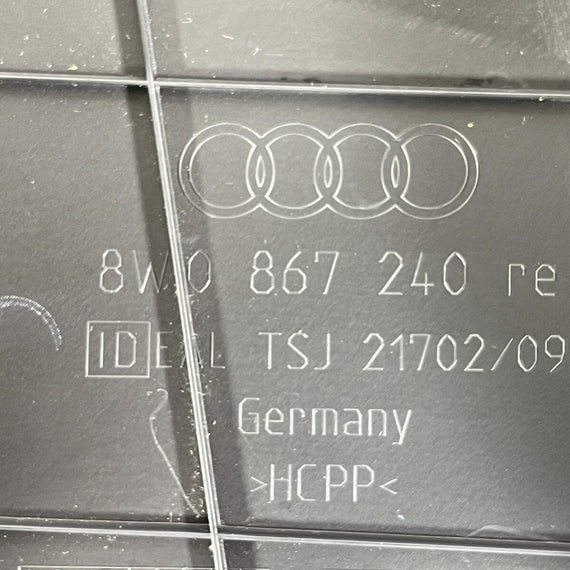 8W0 867 240 re
IDEAL TSJ 21702/09
Germany
>HCPP<